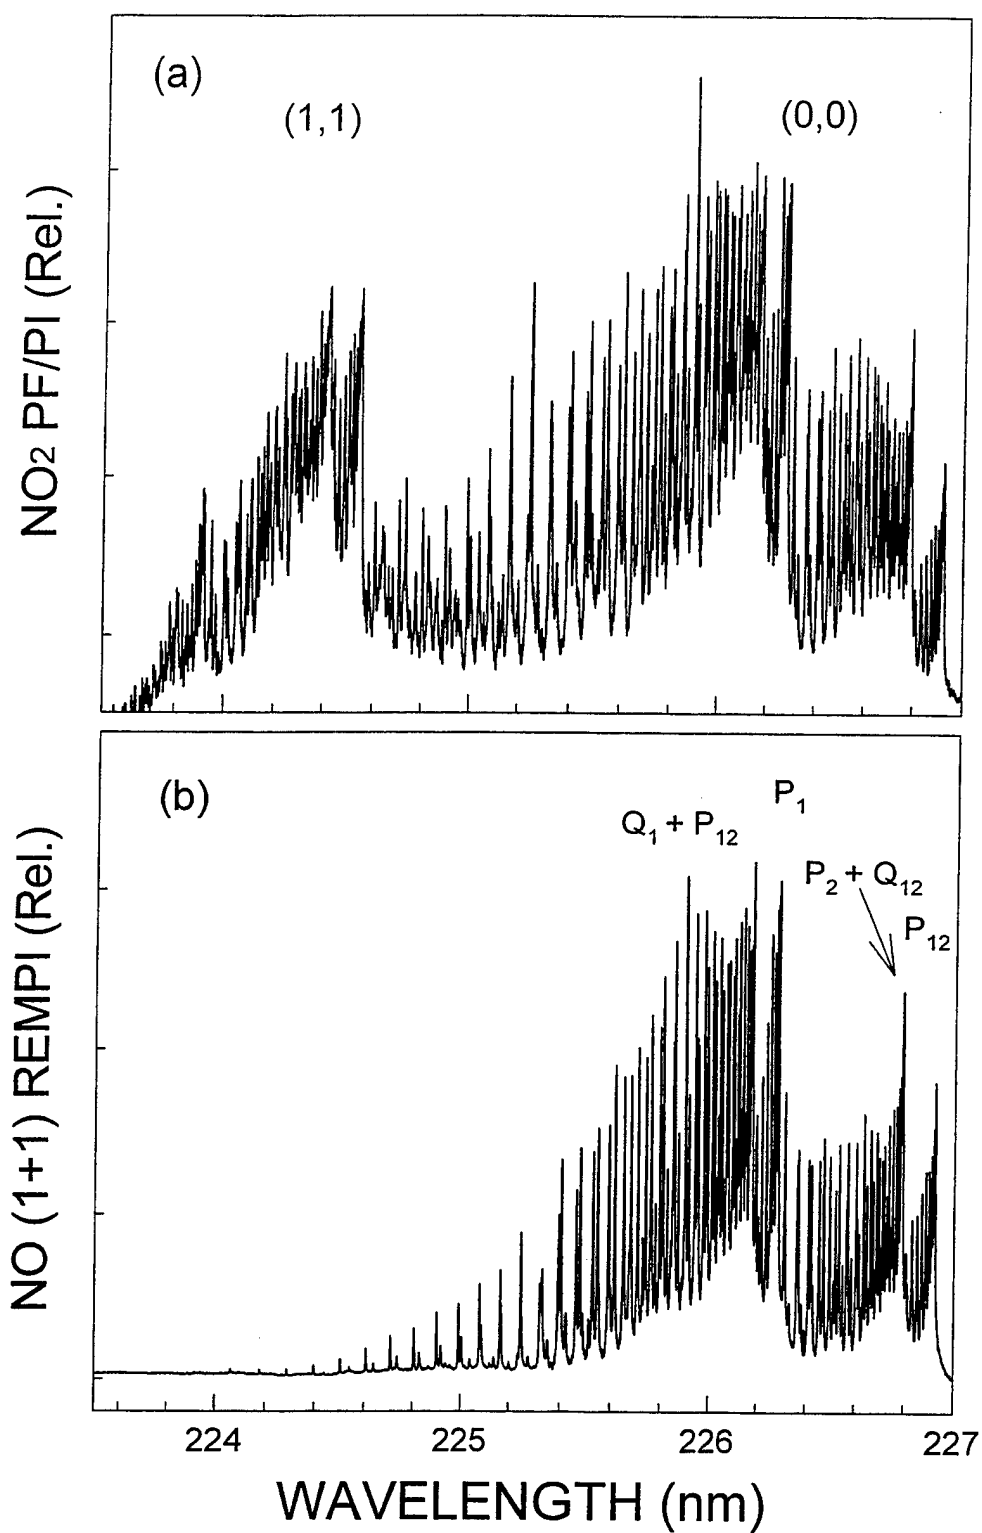 (a)
(1,1)
(0,0)
NO2 PF/PI (Rel.)
(b)
P1
Q1 + P12
P2 + Q12
P12
NO (1+1) REMPI (Rel.)
224 225 226 227
WAVELENGTH (nm)